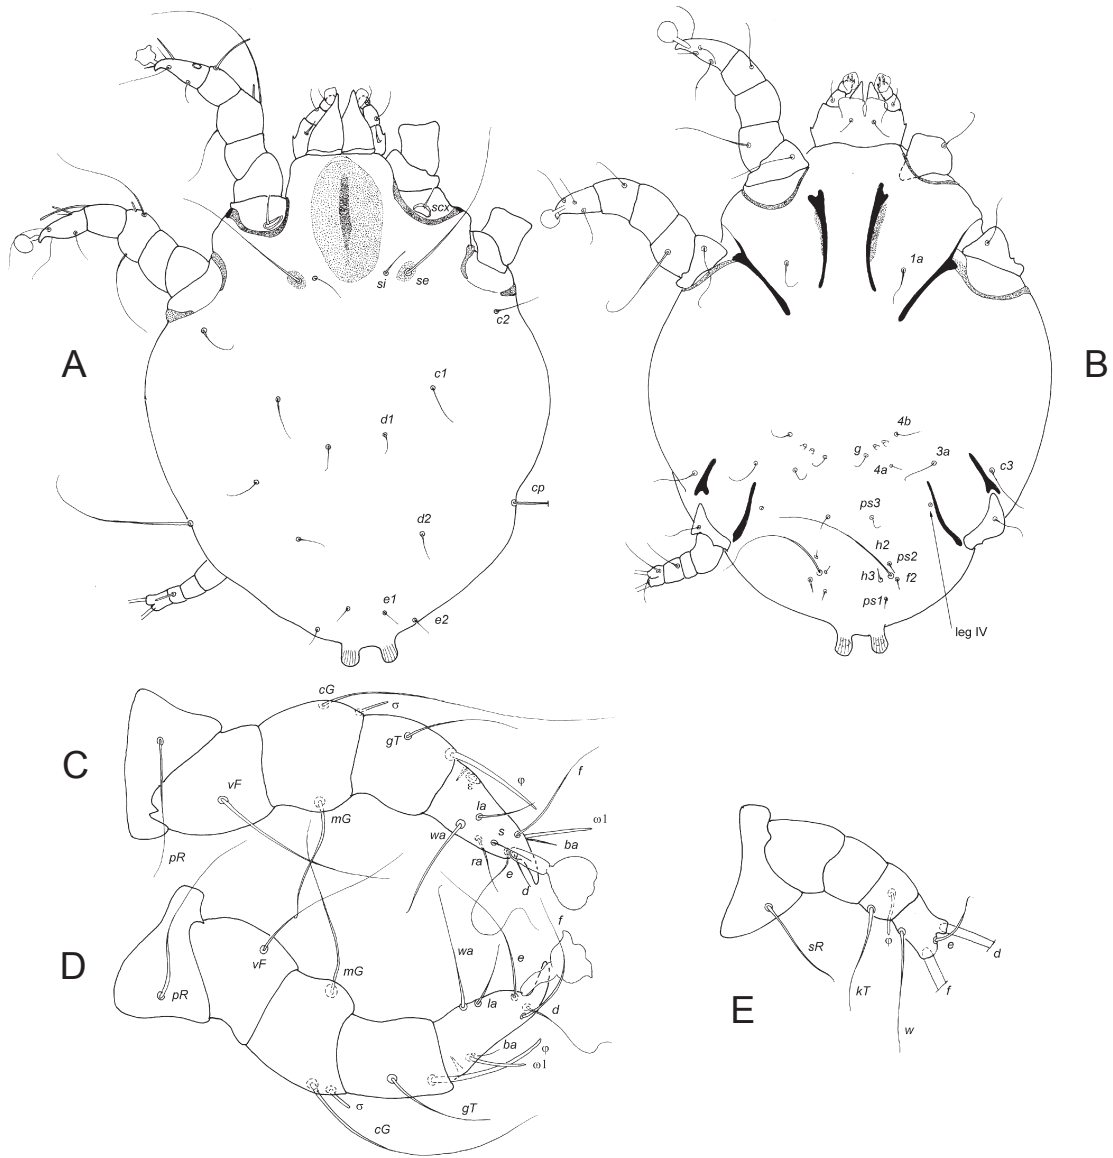 A
scx
si
se
c2
c1
d1
cp
d2
e1
e2
B
1a
4b
g
3a
4a
c3
ps3
h2
ps2
h3
f2
ps1
leg IV
C
cG
σ
gT
vF
mG
pR
φ
f
ε
la
wa
s
ω1
ba
ra
e
d
D
pR
vF
mG
wa
la
e
f
d
ba
φ
ω1
σ
gT
cG
E
sR
kT
φ
w
e
d
f